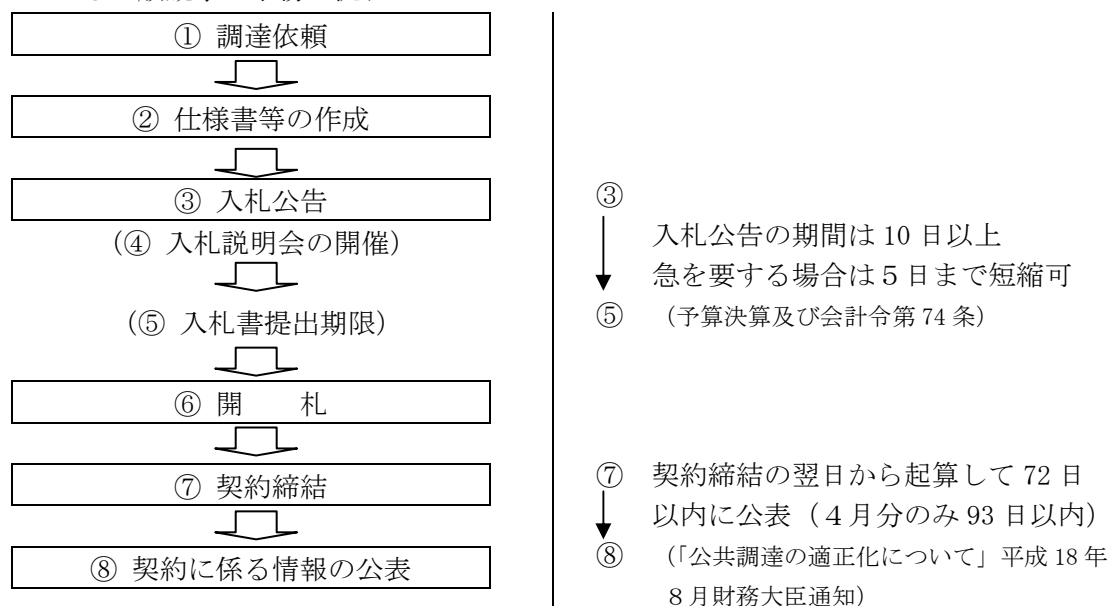 ① 調達依頼
② 仕様書等の作成
③ 入札公告
(④ 入札説明会の開催)
(⑤ 入札書提出期限)
⑥ 開　　札
⑦ 契約締結
⑧ 契約に係る情報の公表
③
入札公告の期間は 10 日以上
急を要する場合は５日まで短縮可
⑤ （予算決算及び会計令第 74 条）
⑦ 契約締結の翌日から起算して 72 日
以内に公表（４月分のみ 93 日以内）
⑧ （「公共調達の適正化について」平成 18 年
８月財務大臣通知）